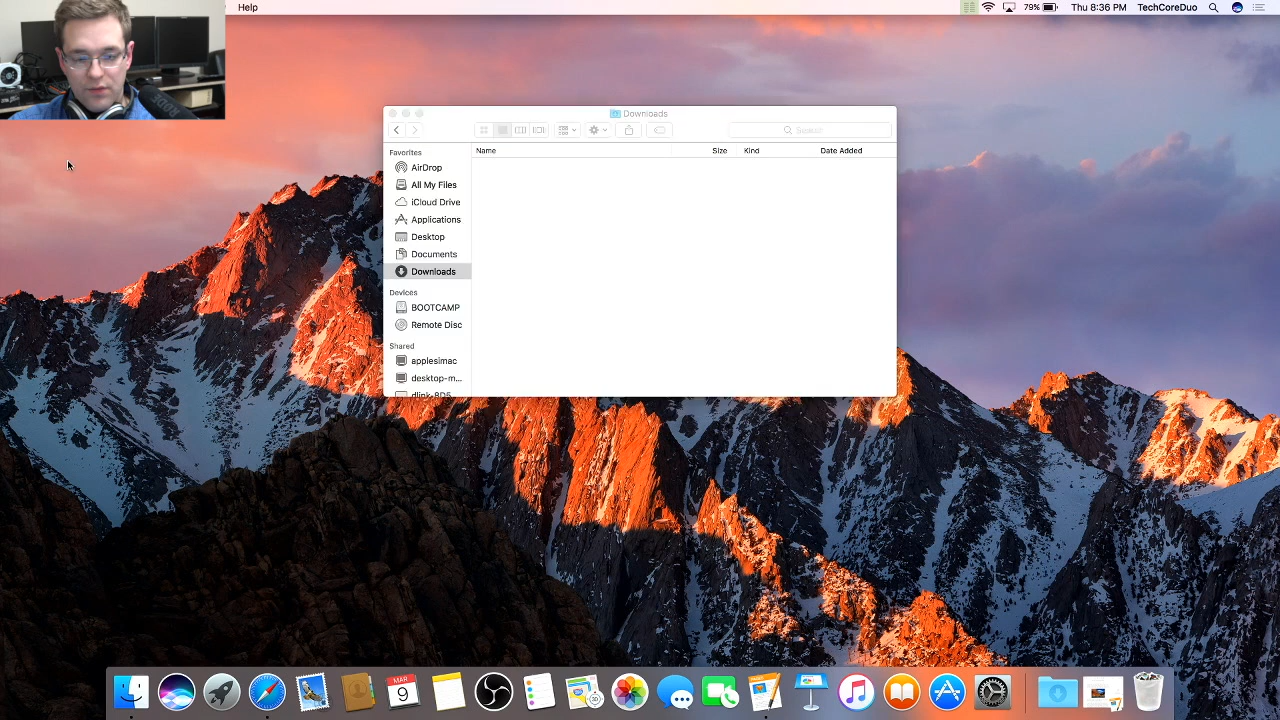 Help
79%
Thu 8:36 PM
TechCoreDuo
Downloads
Search
Favorites
AirDrop
All My Files
iCloud Drive
Applications
Desktop
Documents
Downloads
Devices
BOOTCAMP
Remote Disc
Shared
applesimac
desktop-m...
Name
Size
Kind
Date Added
MAR
9